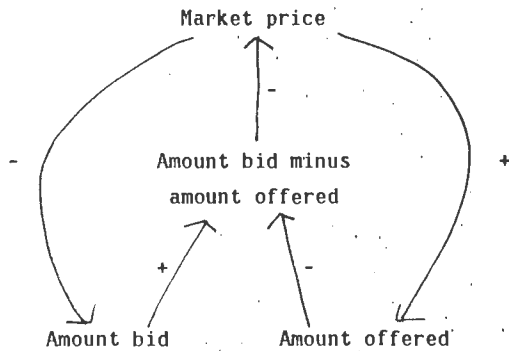 Market price
-
-
+
Amount bid minus
amount offered
+
-
Amount bid
Amount offered